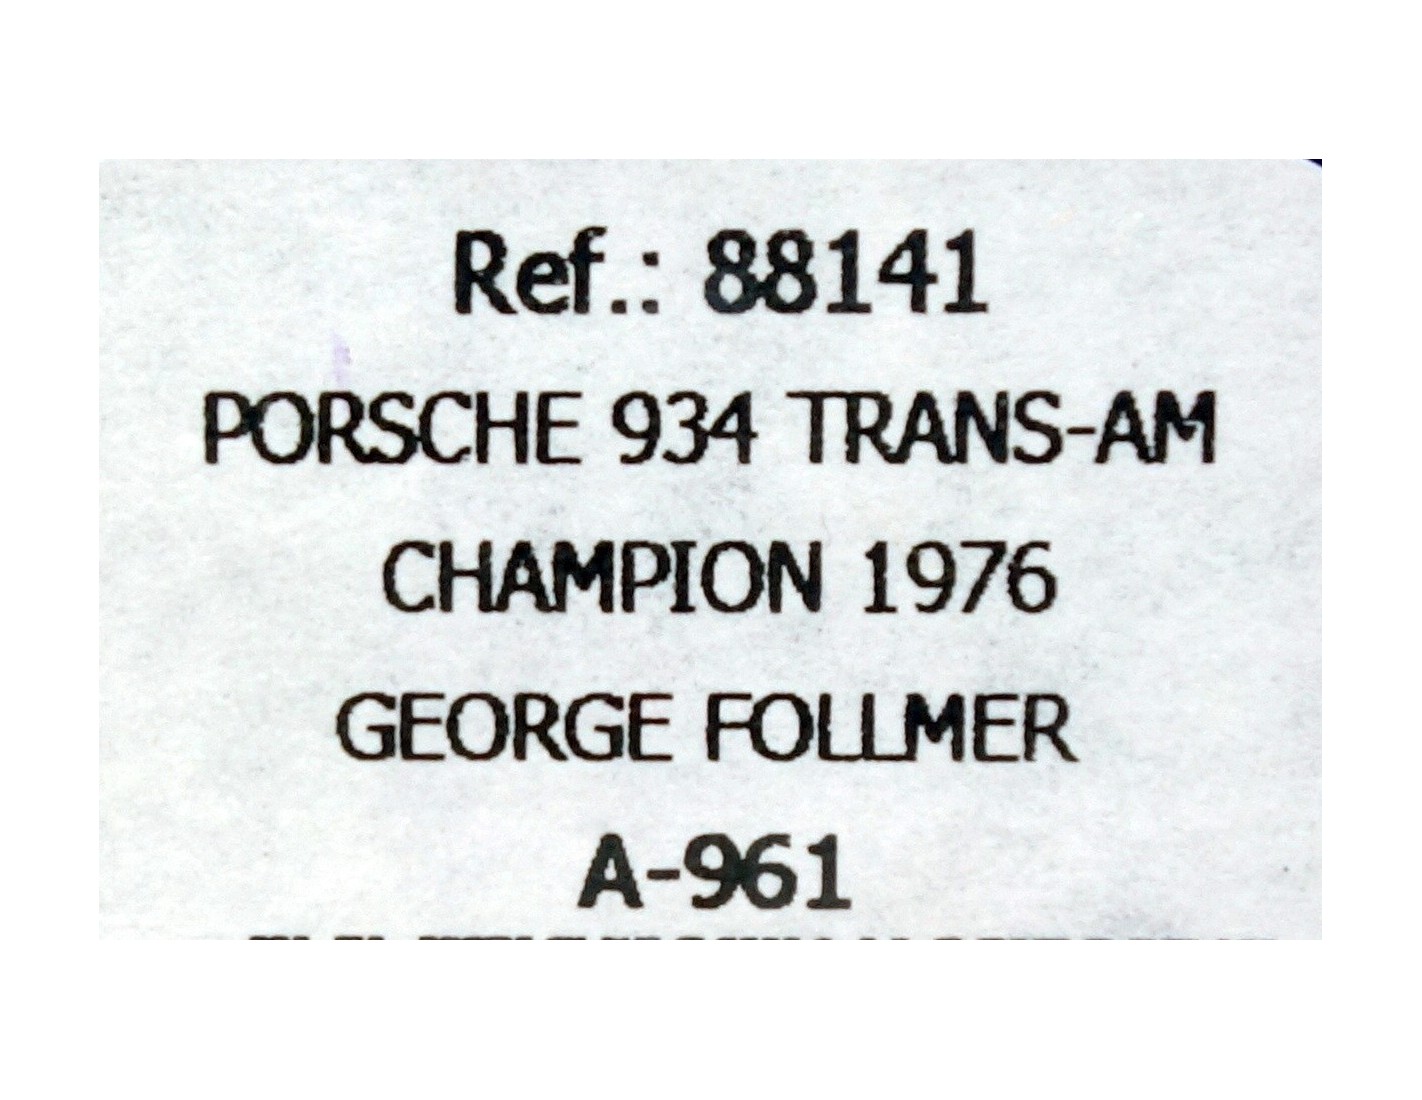 Ref.: 88141
PORSCHE 934 TRANS-AM
CHAMPION 1976
GEORGE FOLLMER
A-961